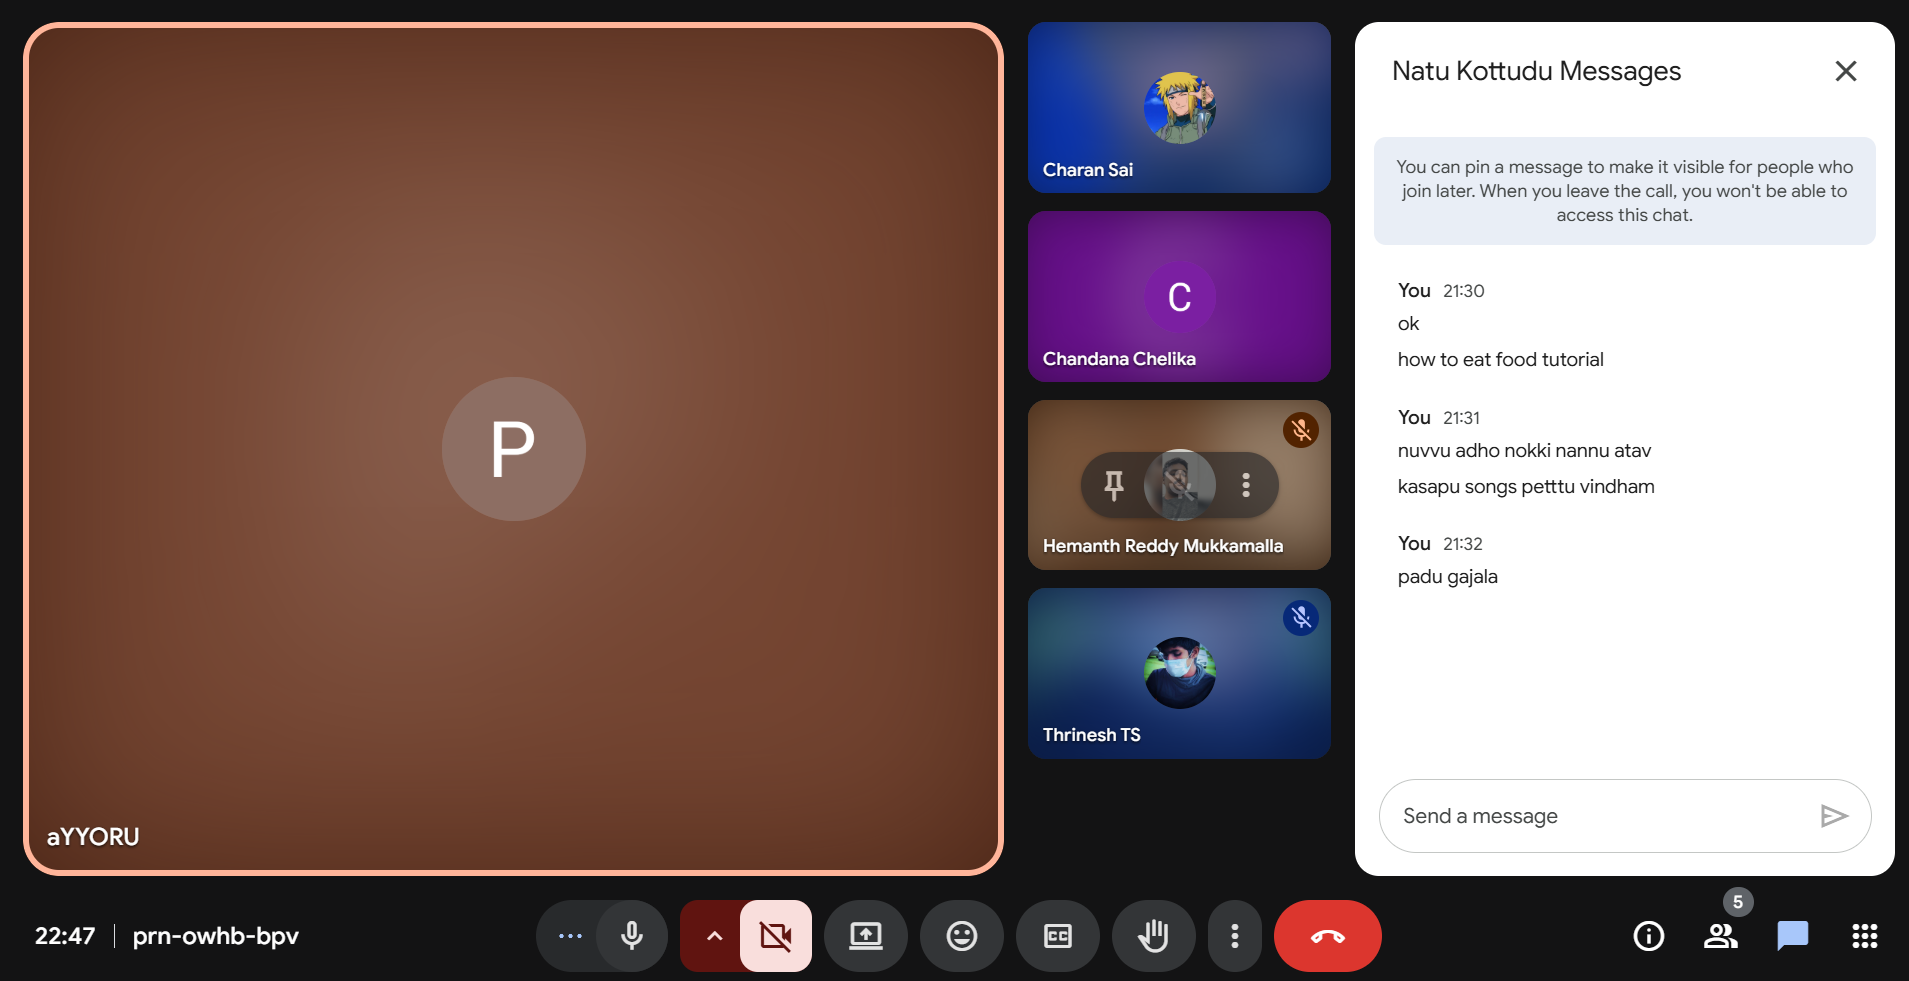 P
aYYORU
Charan Sai
C
Chandana Chelika
Hemanth Reddy Mukkamalla
Thrinesh TS
Natu Kottudu Messages
You can pin a message to make it visible for people who
join later. When you leave the call, you won't be able to
access this chat.
You 21:30
ok
how to eat food tutorial
You 21:31
nuvvu adho nokki nannu atav
kasapu songs petttu vindham
You 21:32
padu gajala
Send a message
22:47 | prn-owhb-bpv
CC
5